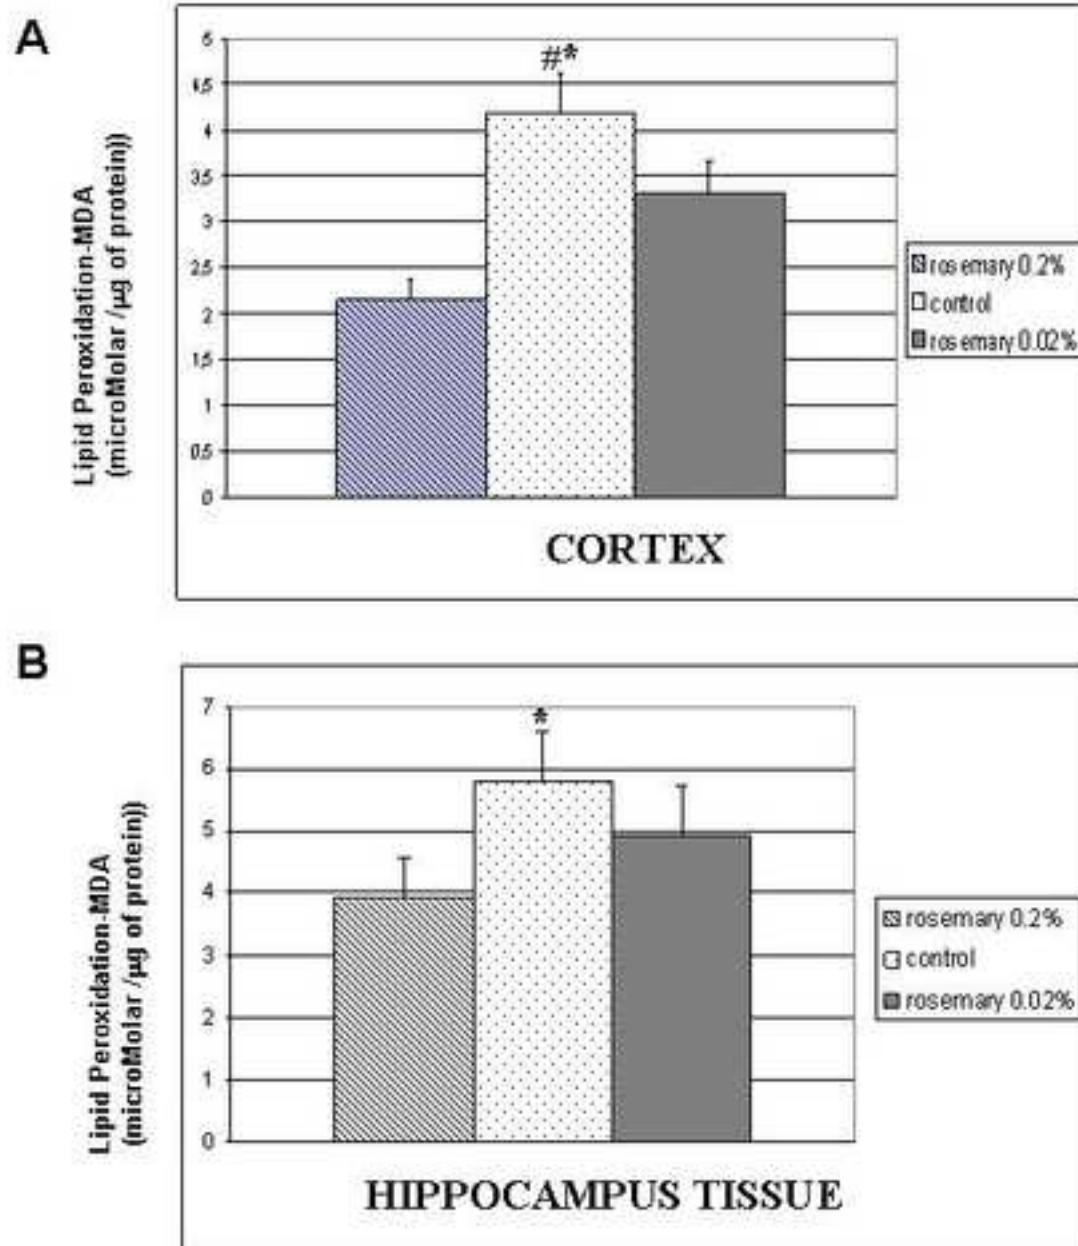 A
Lipid Peroxidation-MDA
(microMolar /µg of protein))
5
4,5
4
3,5
3
2,5
2
1,5
1
0,5
0
#*
CORTEX
rosemary 0.2%
control
rosemary 0.02%
B
Lipid Peroxidation-MDA
(microMolar /µg of protein))
7
6
5
4
3
2
1
0
*
HIPPOCAMPUS TISSUE
rosemary 0.2%
control
rosemary 0.02%